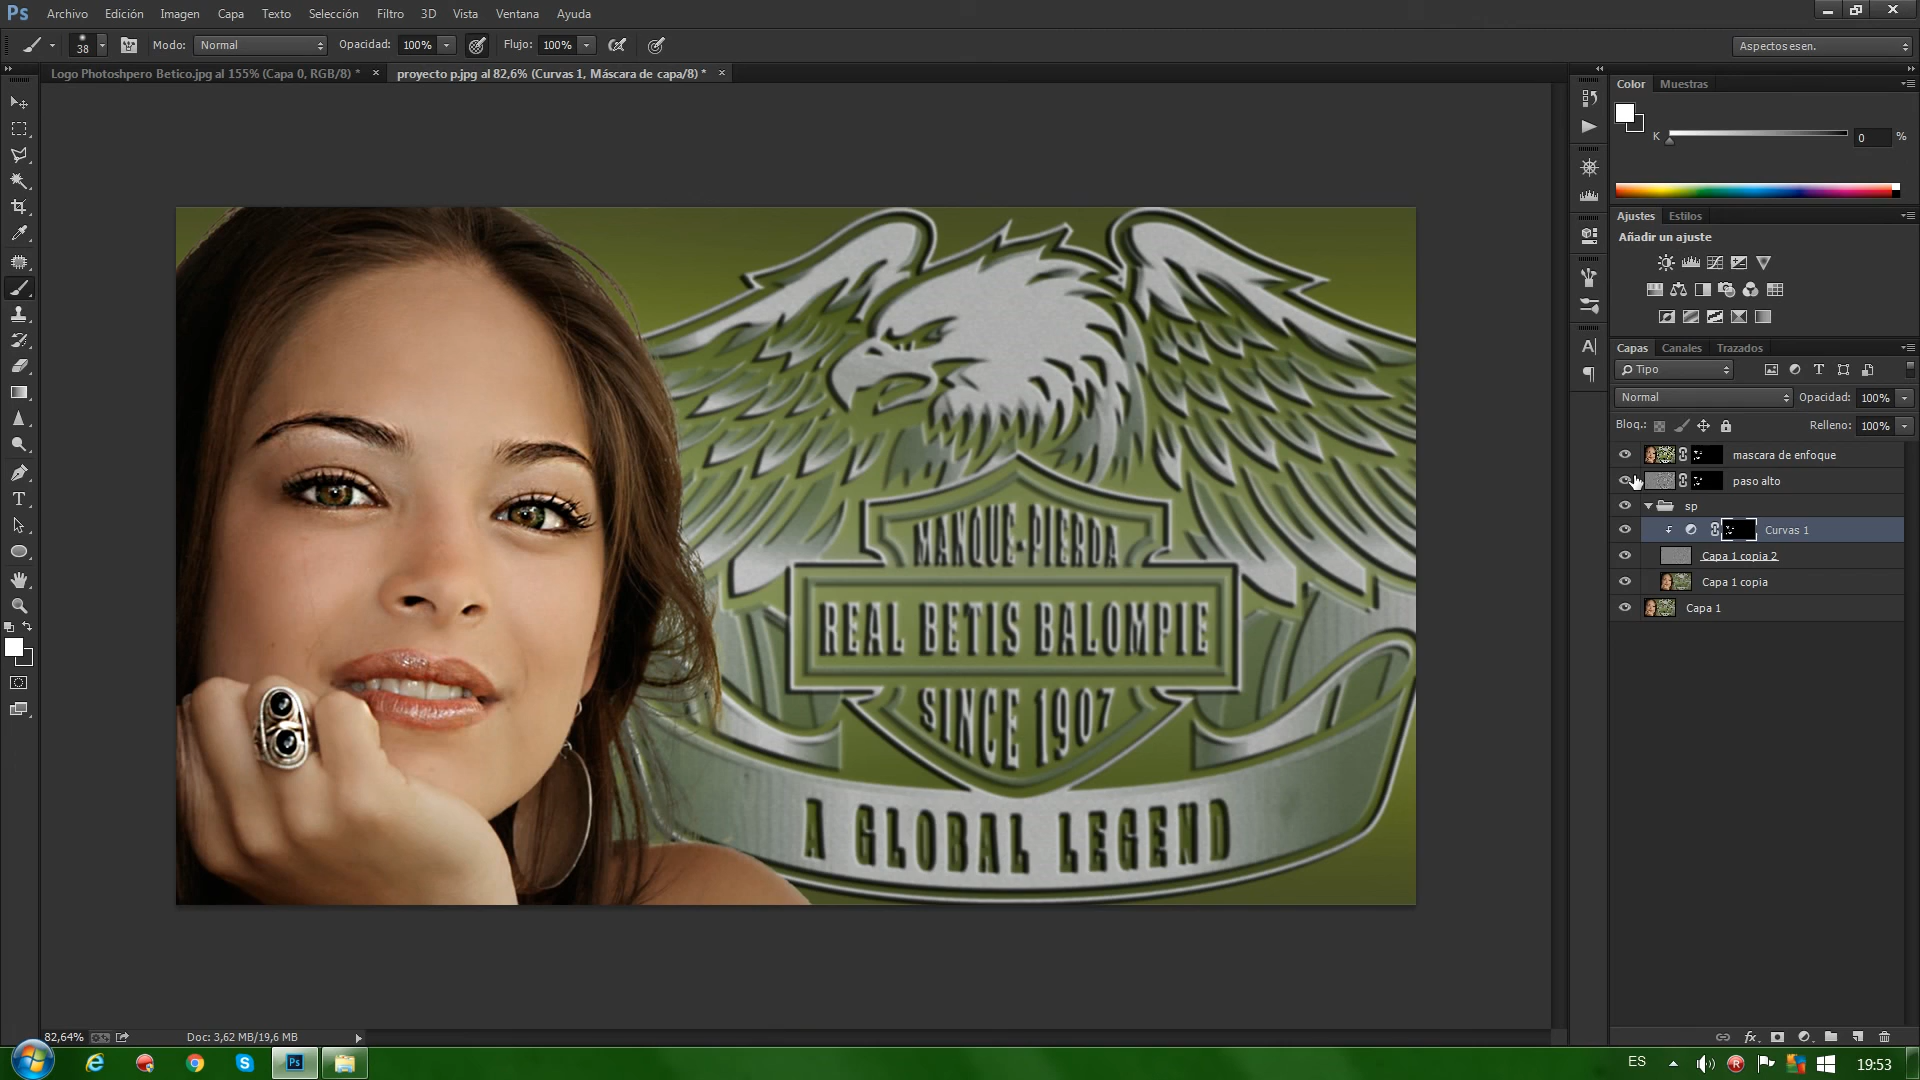 Ps Archivo Edición Imagen Capa Texto Selección Filtro 3D Vista Ventana Ayuda
38 Modo: Normal Opacidad: 100% Flujo: 100% Aspectos esen.
Logo Photoshpero Betico.jpg al 155% (Capa 0, RGB/8) * × proyecto p.jpg al 82,6% (Curvas 1, Máscara de capa/8) * ×
Color Muestras
K 0 %
Ajustes Estilos
Añadir un ajuste
Capas Canales Trazados
Tipo
Normal Opacidad: 100%
Bloq.: Relleno: 100%
mascara de enfoque
paso alto
sp
Curvas 1
Capa 1 copia 2
Capa 1 copia
Capa 1
MANQUE-PIERDA
REAL BETIS BALOMPIE
SINCE 1907
A GLOBAL LEGEND
82,64% Doc: 3,62 MB/19,6 MB
Ps ES 19:53